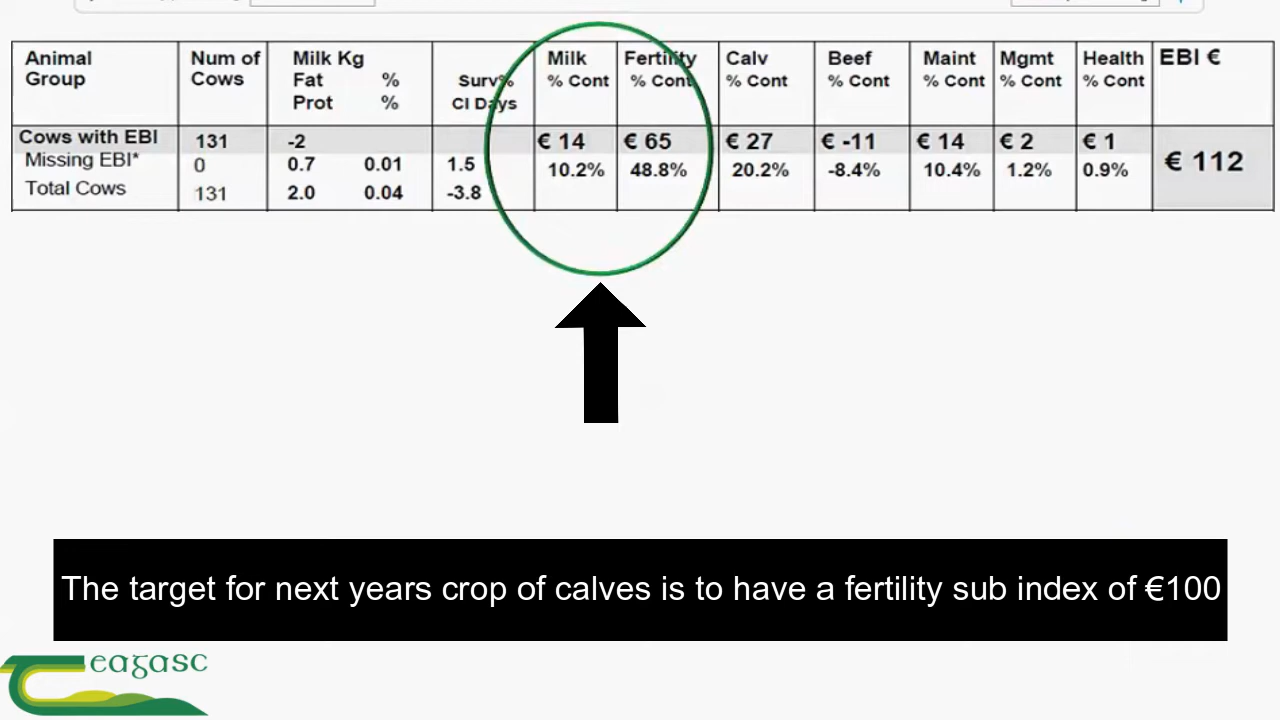 Animal Group Num of Cows Milk Kg Fat % Prot % Surv% CI Days Milk % Cont Fertility % Cont Calv % Cont Beef % Cont Maint % Cont Mgmt % Cont Health % Cont EBI €
Cows with EBI 131 -2 € 14 € 65 € 27 € -11 € 14 € 2 € 1 € 112
Missing EBI* 0 0.7 0.01 1.5 10.2% 48.8% 20.2% -8.4% 10.4% 1.2% 0.9%
Total Cows 131 2.0 0.04 -3.8
The target for next years crop of calves is to have a fertility sub index of €100
Teagasc